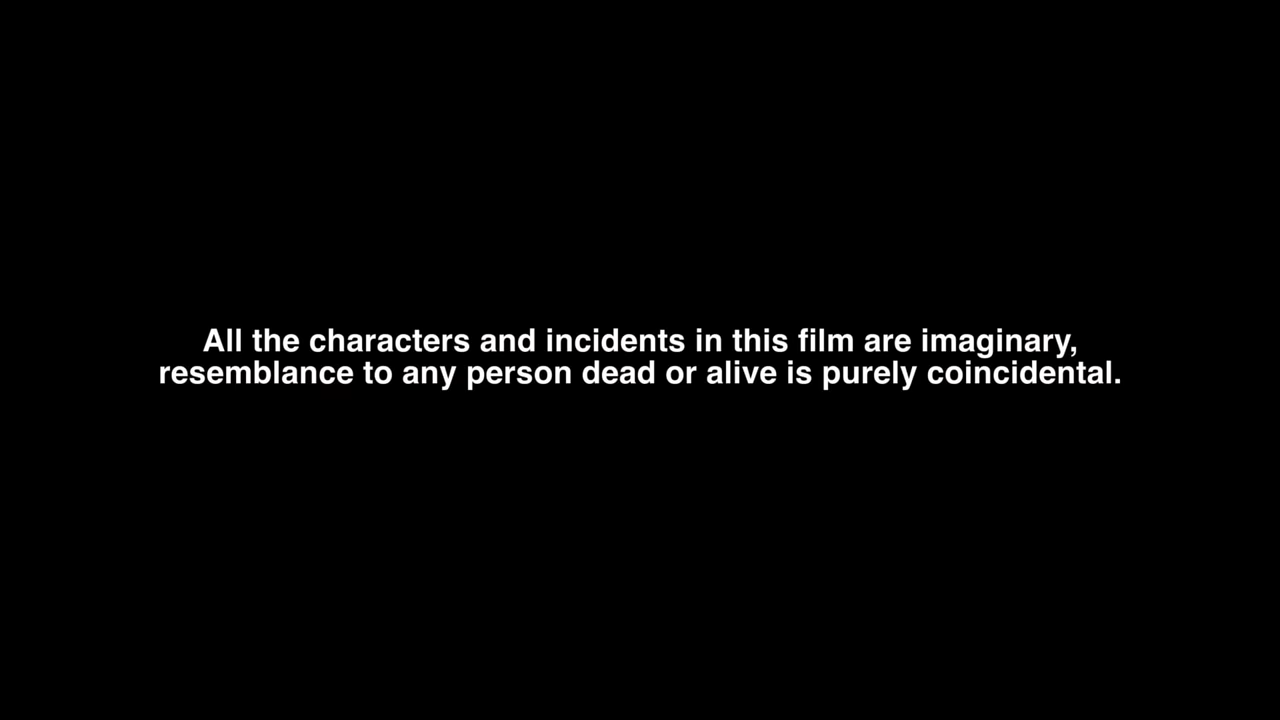 All the characters and incidents in this film are imaginary,
resemblance to any person dead or alive is purely coincidental.